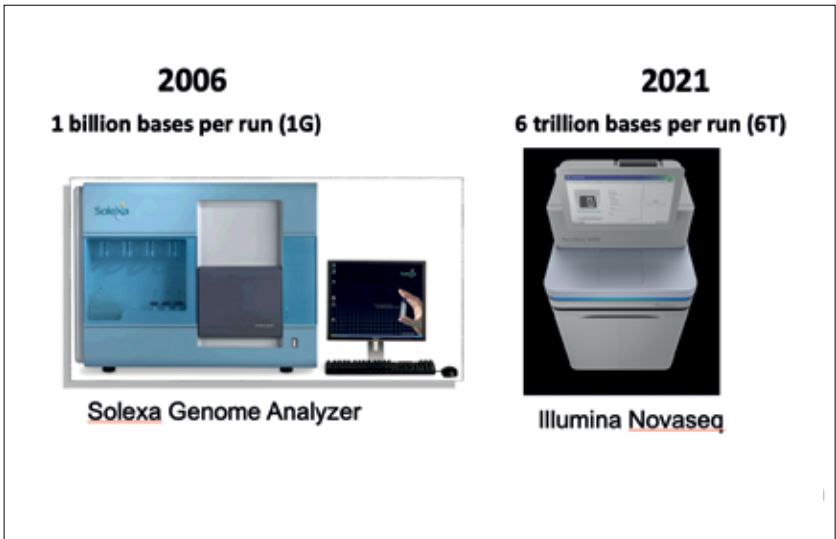 2006
1 billion bases per run (1G)
2021
6 trillion bases per run (6T)
Solexa
Solexa Genome Analyzer
Illumina Novaseq